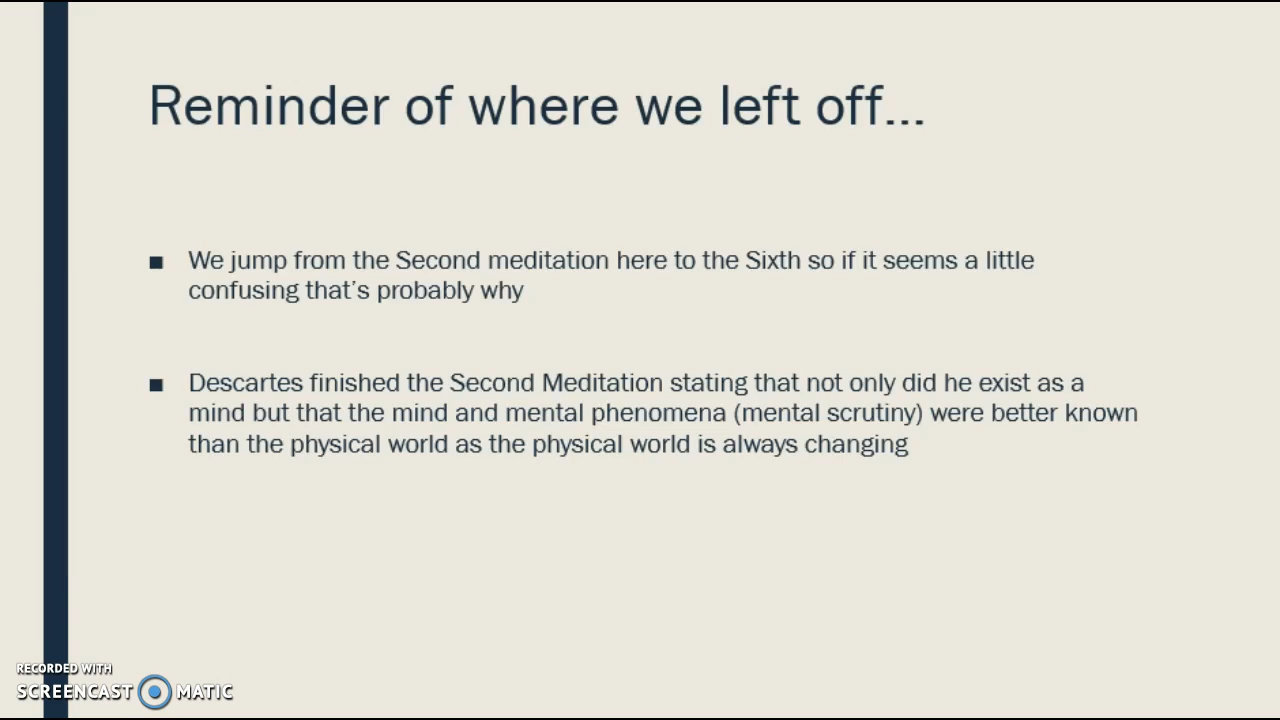 Reminder of where we left off...
■ We jump from the Second meditation here to the Sixth so if it seems a little
confusing that's probably why
■ Descartes finished the Second Meditation stating that not only did he exist as a
mind but that the mind and mental phenomena (mental scrutiny) were better known
than the physical world as the physical world is always changing
RECORDED WITH
SCREENCAST MATIC